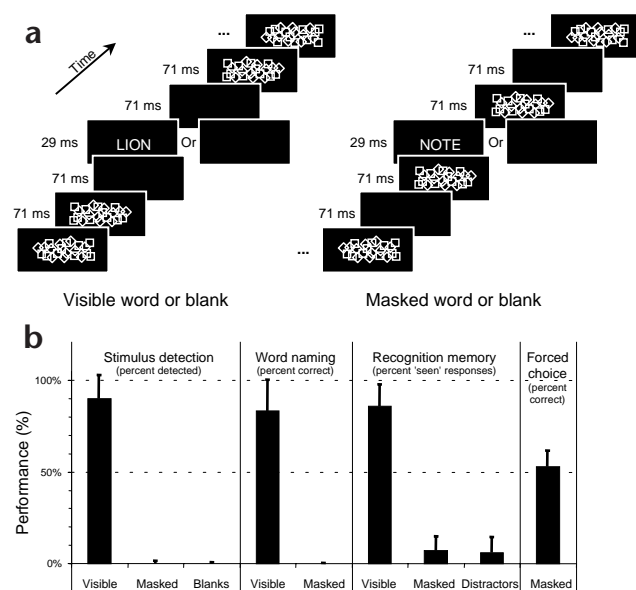 a
Time
...
71 ms
71 ms
29 ms
LION
Or
71 ms
71 ms
Visible word or blank
...
71 ms
71 ms
29 ms
NOTE
Or
71 ms
71 ms
...
Masked word or blank
b
Performance (%)
100%
50%
0%
Stimulus detection
(percent detected)
Word naming
(percent correct)
Recognition memory
(percent 'seen' responses)
Forced
choice
(percent
correct)
Visible Masked Blanks Visible Masked Visible Masked Distractors Masked